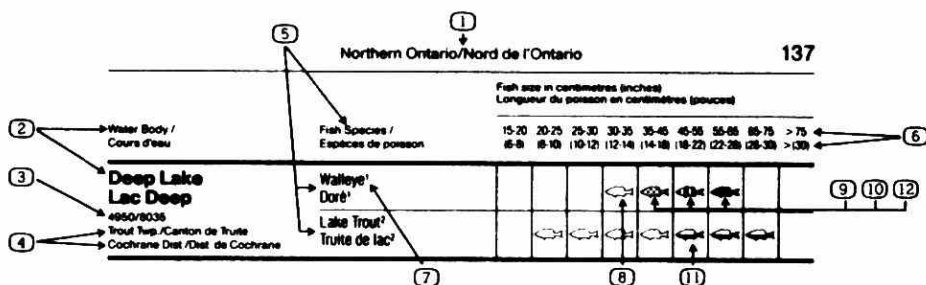 1
5
Northern Ontario/Nord de l'Ontario 137
Fish size in centimetres (inches)
Longueur du poisson en centimètres (pouces)
2 Water Body / Fish Species / 15-20 20-25 25-30 30-35 35-45 45-55 55-65 65-75 >75 6
Cours d'eau Espèces de poisson (6-8) (8-10) (10-12) (12-14) (14-18) (18-22) (22-26) (26-30) >(30)
Deep Lake Walleye¹
3 Lac Deep Doré¹ 9 10 12
4950/8035 Lake Trout²
4 Trout Twp./Canton de Truite Truite de lac²
Cochrane Dist./Dist. de Cochrane
7 8 11